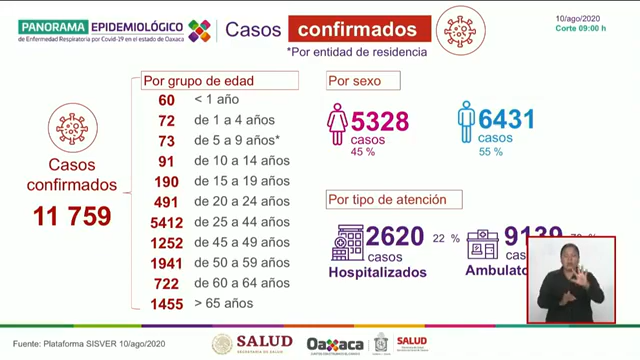 PANORAMA EPIDEMIOLÓGICO
de Enfermedad Respiratoria por Covid-19 en el estado de Oaxaca
Casos confirmados
*Por entidad de residencia
10/ago/2020
Corte 09:00 h
Casos
confirmados
11 759
Por grupo de edad
60 < 1 año
72 de 1 a 4 años
73 de 5 a 9 años*
91 de 10 a 14 años
190 de 15 a 19 años
491 de 20 a 24 años
5412 de 25 a 44 años
1252 de 45 a 49 años
1941 de 50 a 59 años
722 de 60 a 64 años
1455 > 65 años
Por sexo
5328
casos
45 %
6431
casos
55 %
Por tipo de atención
2620 22 %
casos
Hospitalizados
9139
Fuente: Plataforma SISVER 10/ago/2020
SALUD
SECRETARÍA DE SALUD
Oaxaca
SALUD